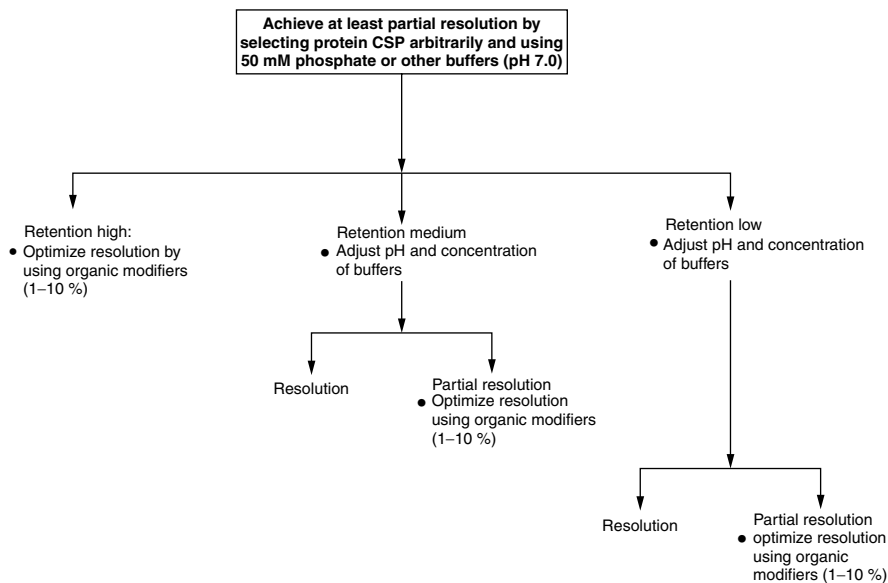 Achieve at least partial resolution by
selecting protein CSP arbitrarily and using
50 mM phosphate or other buffers (pH 7.0)
Retention high:
• Optimize resolution by
using organic modifiers
(1–10 %)
Retention medium
• Adjust pH and concentration
of buffers
Retention low
• Adjust pH and concentration
of buffers
Resolution
Partial resolution
• Optimize resolution
using organic modifiers
(1–10 %)
Resolution
Partial resolution
• optimize resolution
using organic
modifiers (1–10 %)